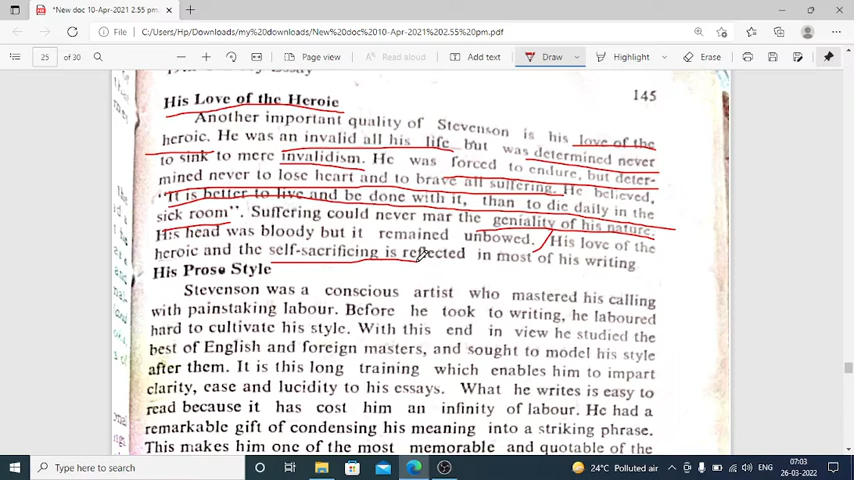 *New doc 10-Apr-2021 2.55 pm.p
File
C:/Users/Hp/Desktop/my%20downloads/New%20doc%2010-Apr-2021%202.55%20pm.pdf
25
of 30
Page view
Read aloud
Add text
Draw
Highlight
Erase
Essay
145
His Love of the Heroie
Another important quality of Stevenson is his love of the
heroic. He was an invalid all his life but was determined never
to sink to mere invalidism. He was forced to endure, but deter-
mined never to lose heart and to brave all suffering. He believed,
"It is better to live and be done with it, than to die daily in the
sick room". Suffering could never mar the geniality of his nature.
His head was bloody but it remained unbowed. His love of the
heroic and the self-sacrificing is reflected in most of his writing
His Prose Style
Stevenson was a conscious artist who mastered his calling
with painstaking labour. Before he took to writing, he laboured
hard to cultivate his style. With this end in view he studied the
best of English and foreign masters, and sought to model his style
after them. It is this long training which enables him to impart
clarity, ease and lucidity to his essays. What he writes is easy to
read because it has cost him an infinity of labour. He had a
remarkable gift of condensing his meaning into a striking phrase.
This makes him one of the most memorable and quotable of the
Type here to search
24°C Polluted air
ENG
07:03
26-03-2022